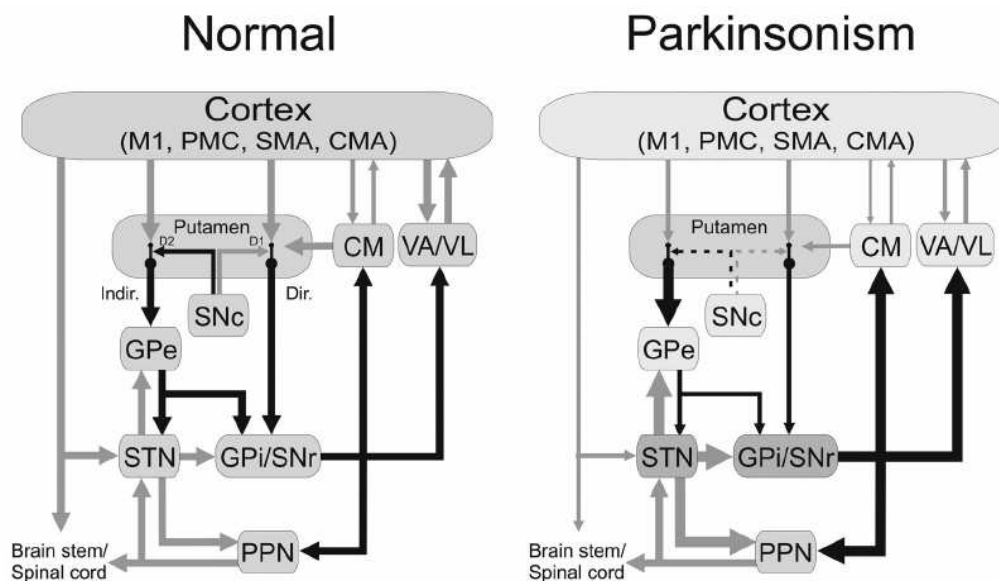 Normal
Cortex
(M1, PMC, SMA, CMA)
Putamen
D2
D1
CM
VA/VL
Indir.
Dir.
SNc
GPe
STN
GPi/SNr
Brain stem/
Spinal cord
PPN
Parkinsonism
Cortex
(M1, PMC, SMA, CMA)
Putamen
CM
VA/VL
SNc
GPe
STN
GPi/SNr
Brain stem/
Spinal cord
PPN